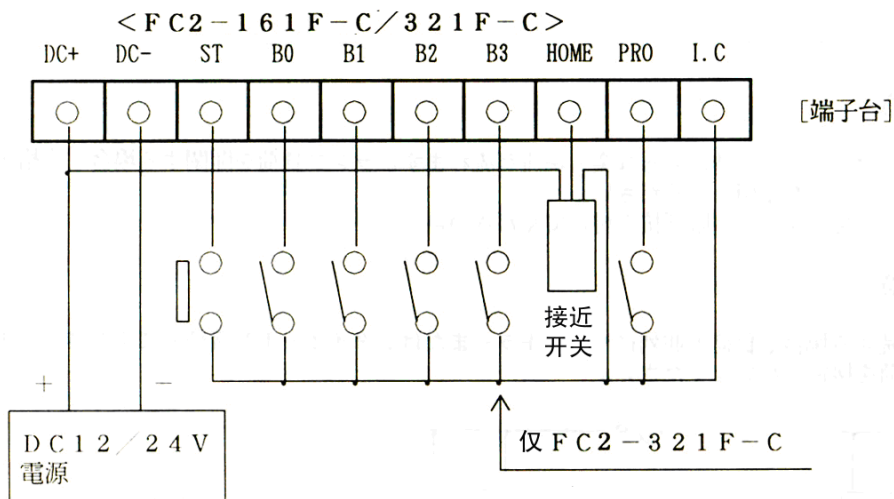 ＜ＦＣ２－１６１Ｆ－Ｃ／３２１Ｆ－Ｃ＞
DC+ DC- ST B0 B1 B2 B3 HOME PRO I.C
[端子台]
接近
开关
+ -
ＤＣ１２／２４Ｖ
電源
仅ＦＣ２－３２１Ｆ－Ｃ